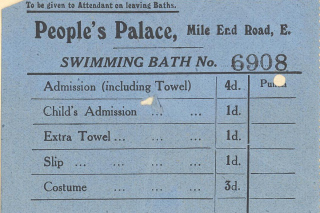 To be given to Attendant on leaving Baths.
People's Palace, Mile End Road, E.
SWIMMING BATH No. 6908
Admission (including Towel) 4d.
Child's Admission ... ... 1d.
Extra Towel ... ... ... 1d.
Slip ... ... ... ... 1d.
Costume ... ... ... 3d.